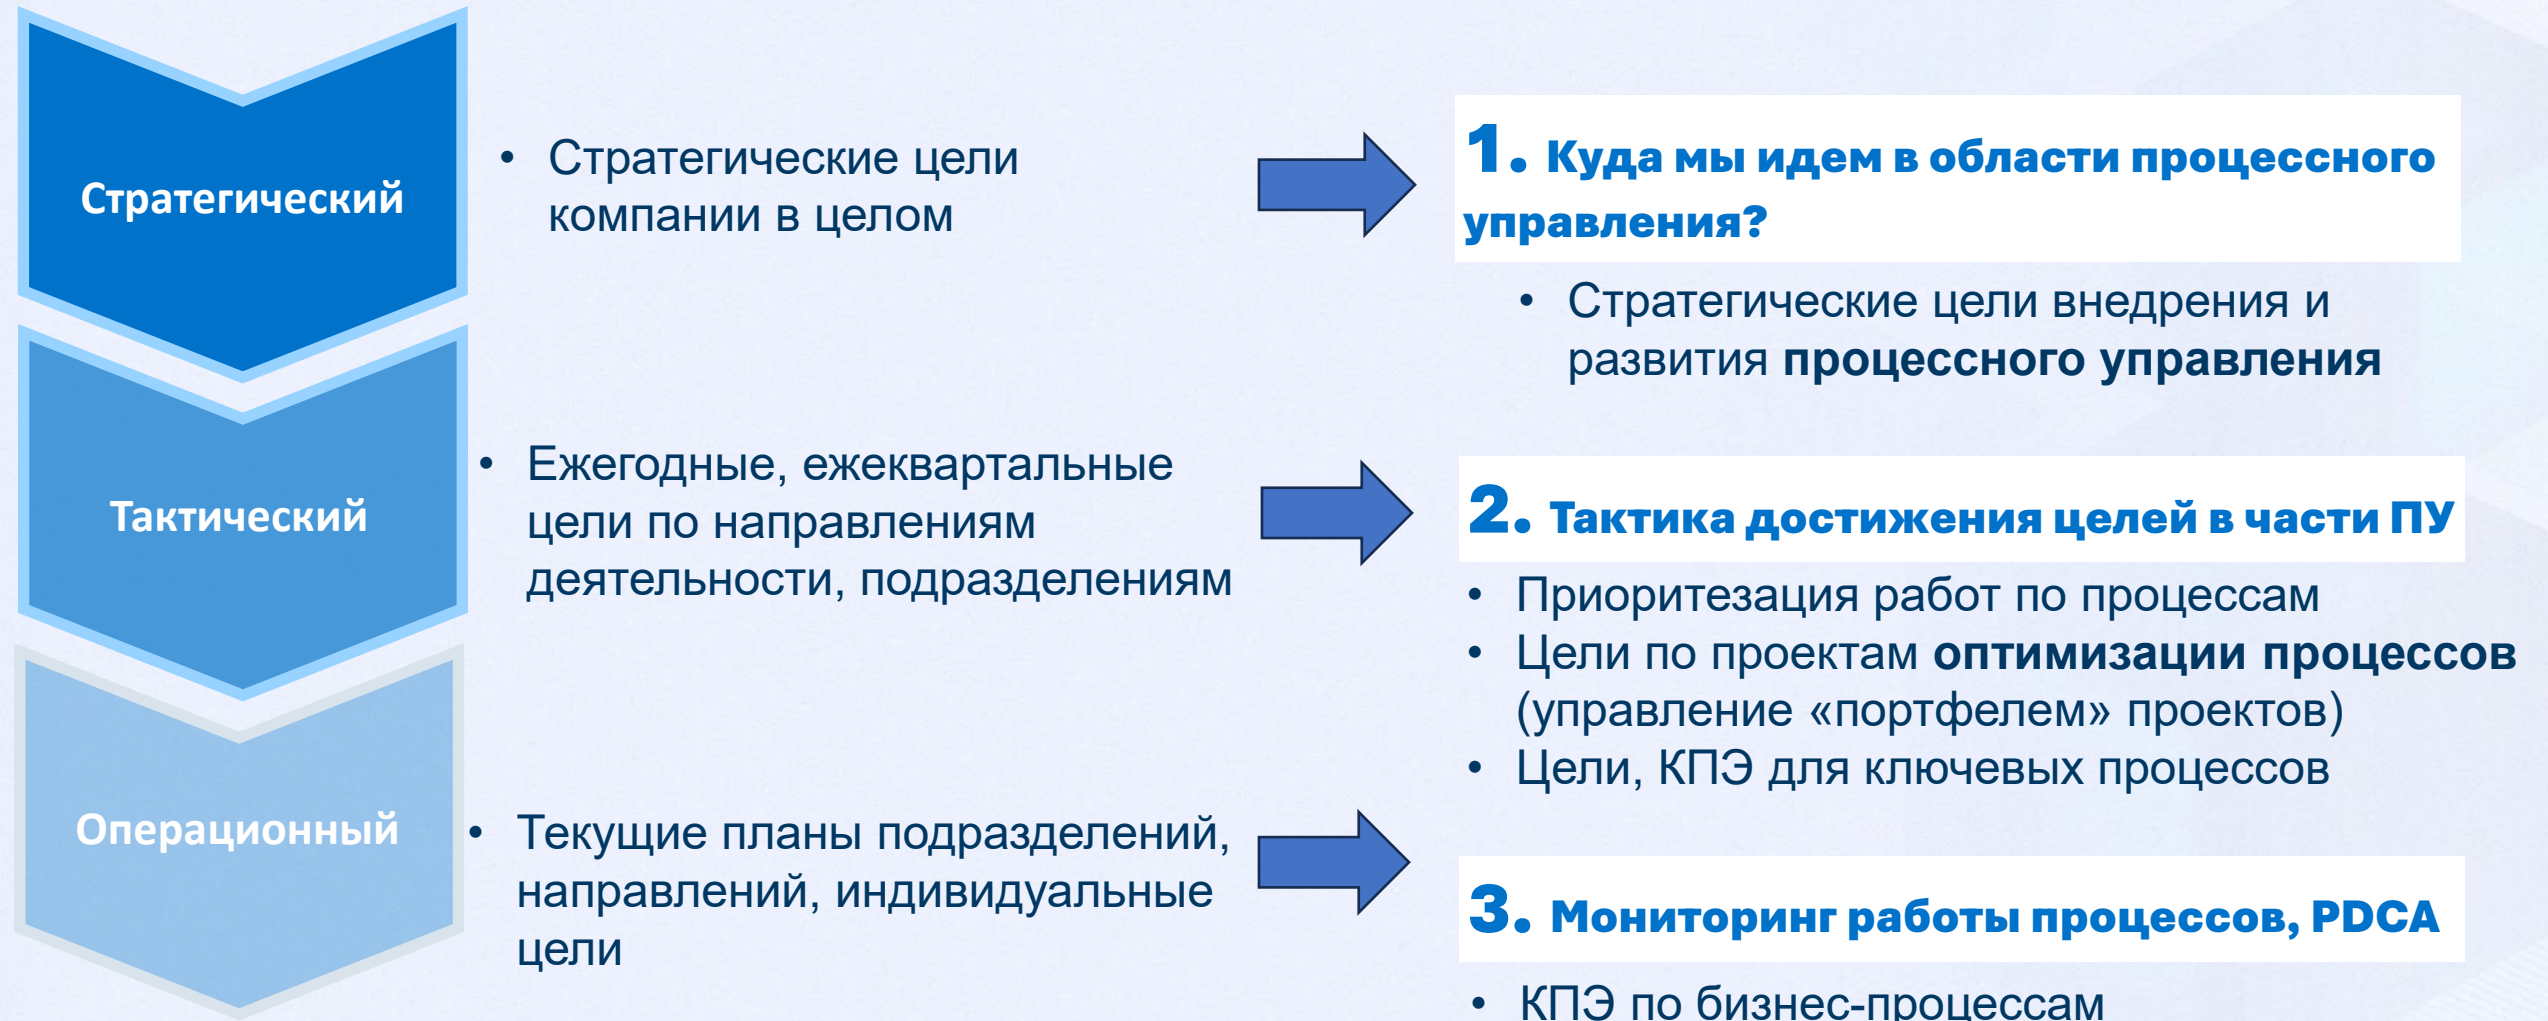 Стратегический
• Стратегические цели
компании в целом
1. Куда мы идем в области процессного
управления?
• Стратегические цели внедрения и
развития процессного управления
Тактический
• Ежегодные, ежеквартальные
цели по направлениям
деятельности, подразделениям
2. Тактика достижения целей в части ПУ
• Приоритезация работ по процессам
• Цели по проектам оптимизации процессов
(управление «портфелем» проектов)
• Цели, КПЭ для ключевых процессов
Операционный
• Текущие планы подразделений,
направлений, индивидуальные
цели
3. Мониторинг работы процессов, PDCA
• КПЭ по бизнес-процессам